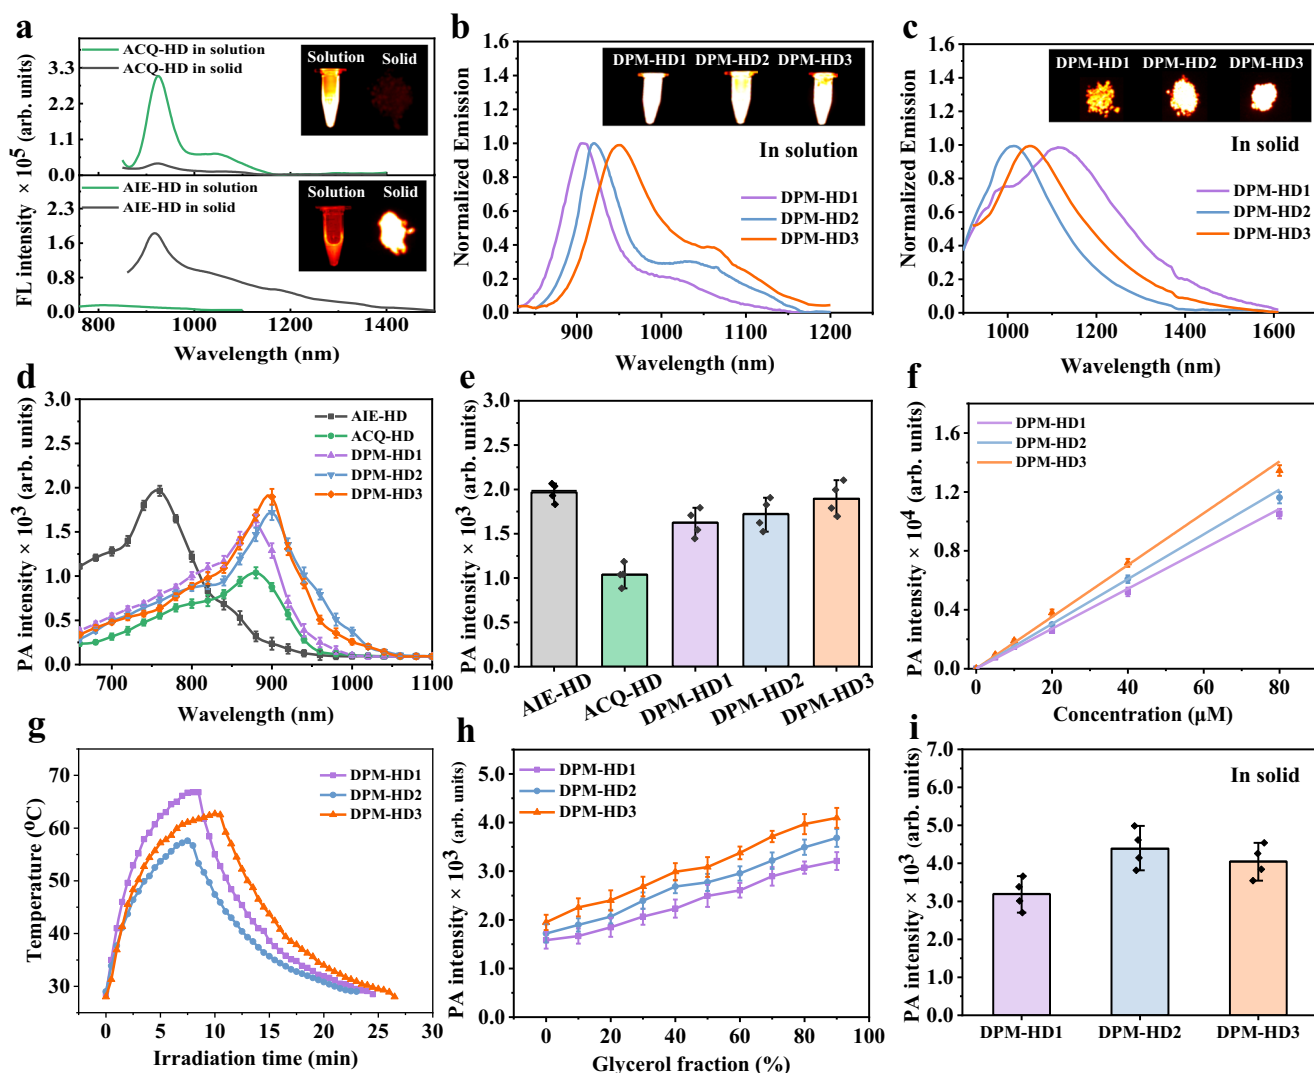 a
FL intensity × 10⁵ (arb. units)
ACQ-HD in solution
ACQ-HD in solid
Solution Solid
3.3
2.2
1.1
0.0
AIE-HD in solution
AIE-HD in solid
Solution Solid
2.3
1.6
0.8
0.0
800 1000 1200 1400
Wavelength (nm)
b
Normalized Emission
1.6
1.4
1.2
1.0
0.8
0.6
0.4
0.2
0.0
DPM-HD1 DPM-HD2 DPM-HD3
In solution
DPM-HD1
DPM-HD2
DPM-HD3
900 1000 1100 1200
Wavelength (nm)
c
Normalized Emission
1.6
1.4
1.2
1.0
0.8
0.6
0.4
0.2
0.0
DPM-HD1 DPM-HD2 DPM-HD3
In solid
DPM-HD1
DPM-HD2
DPM-HD3
1000 1200 1400 1600
Wavelength (nm)
d
PA intensity × 10³ (arb. units)
3.0
2.5
2.0
1.5
1.0
0.5
0.0
AIE-HD
ACQ-HD
DPM-HD1
DPM-HD2
DPM-HD3
700 800 900 1000 1100
Wavelength (nm)
e
PA intensity × 10³ (arb. units)
3.0
2.5
2.0
1.5
1.0
0.5
0.0
AIE-HD ACQ-HD DPM-HD1 DPM-HD2 DPM-HD3
f
PA intensity × 10⁴ (arb. units)
1.6
1.2
0.8
0.4
0.0
DPM-HD1
DPM-HD2
DPM-HD3
0 20 40 60 80
Concentration (μM)
g
Temperature (⁰C)
70
60
50
40
30
DPM-HD1
DPM-HD2
DPM-HD3
0 5 10 15 20 25 30
Irradiation time (min)
h
PA intensity × 10³ (arb. units)
5.0
4.0
3.0
2.0
1.0
0.0
DPM-HD1
DPM-HD2
DPM-HD3
0 20 40 60 80 100
Glycerol fraction (%)
i
PA intensity × 10³ (arb. units)
7.0
6.0
5.0
4.0
3.0
2.0
1.0
0.0
In solid
DPM-HD1 DPM-HD2 DPM-HD3